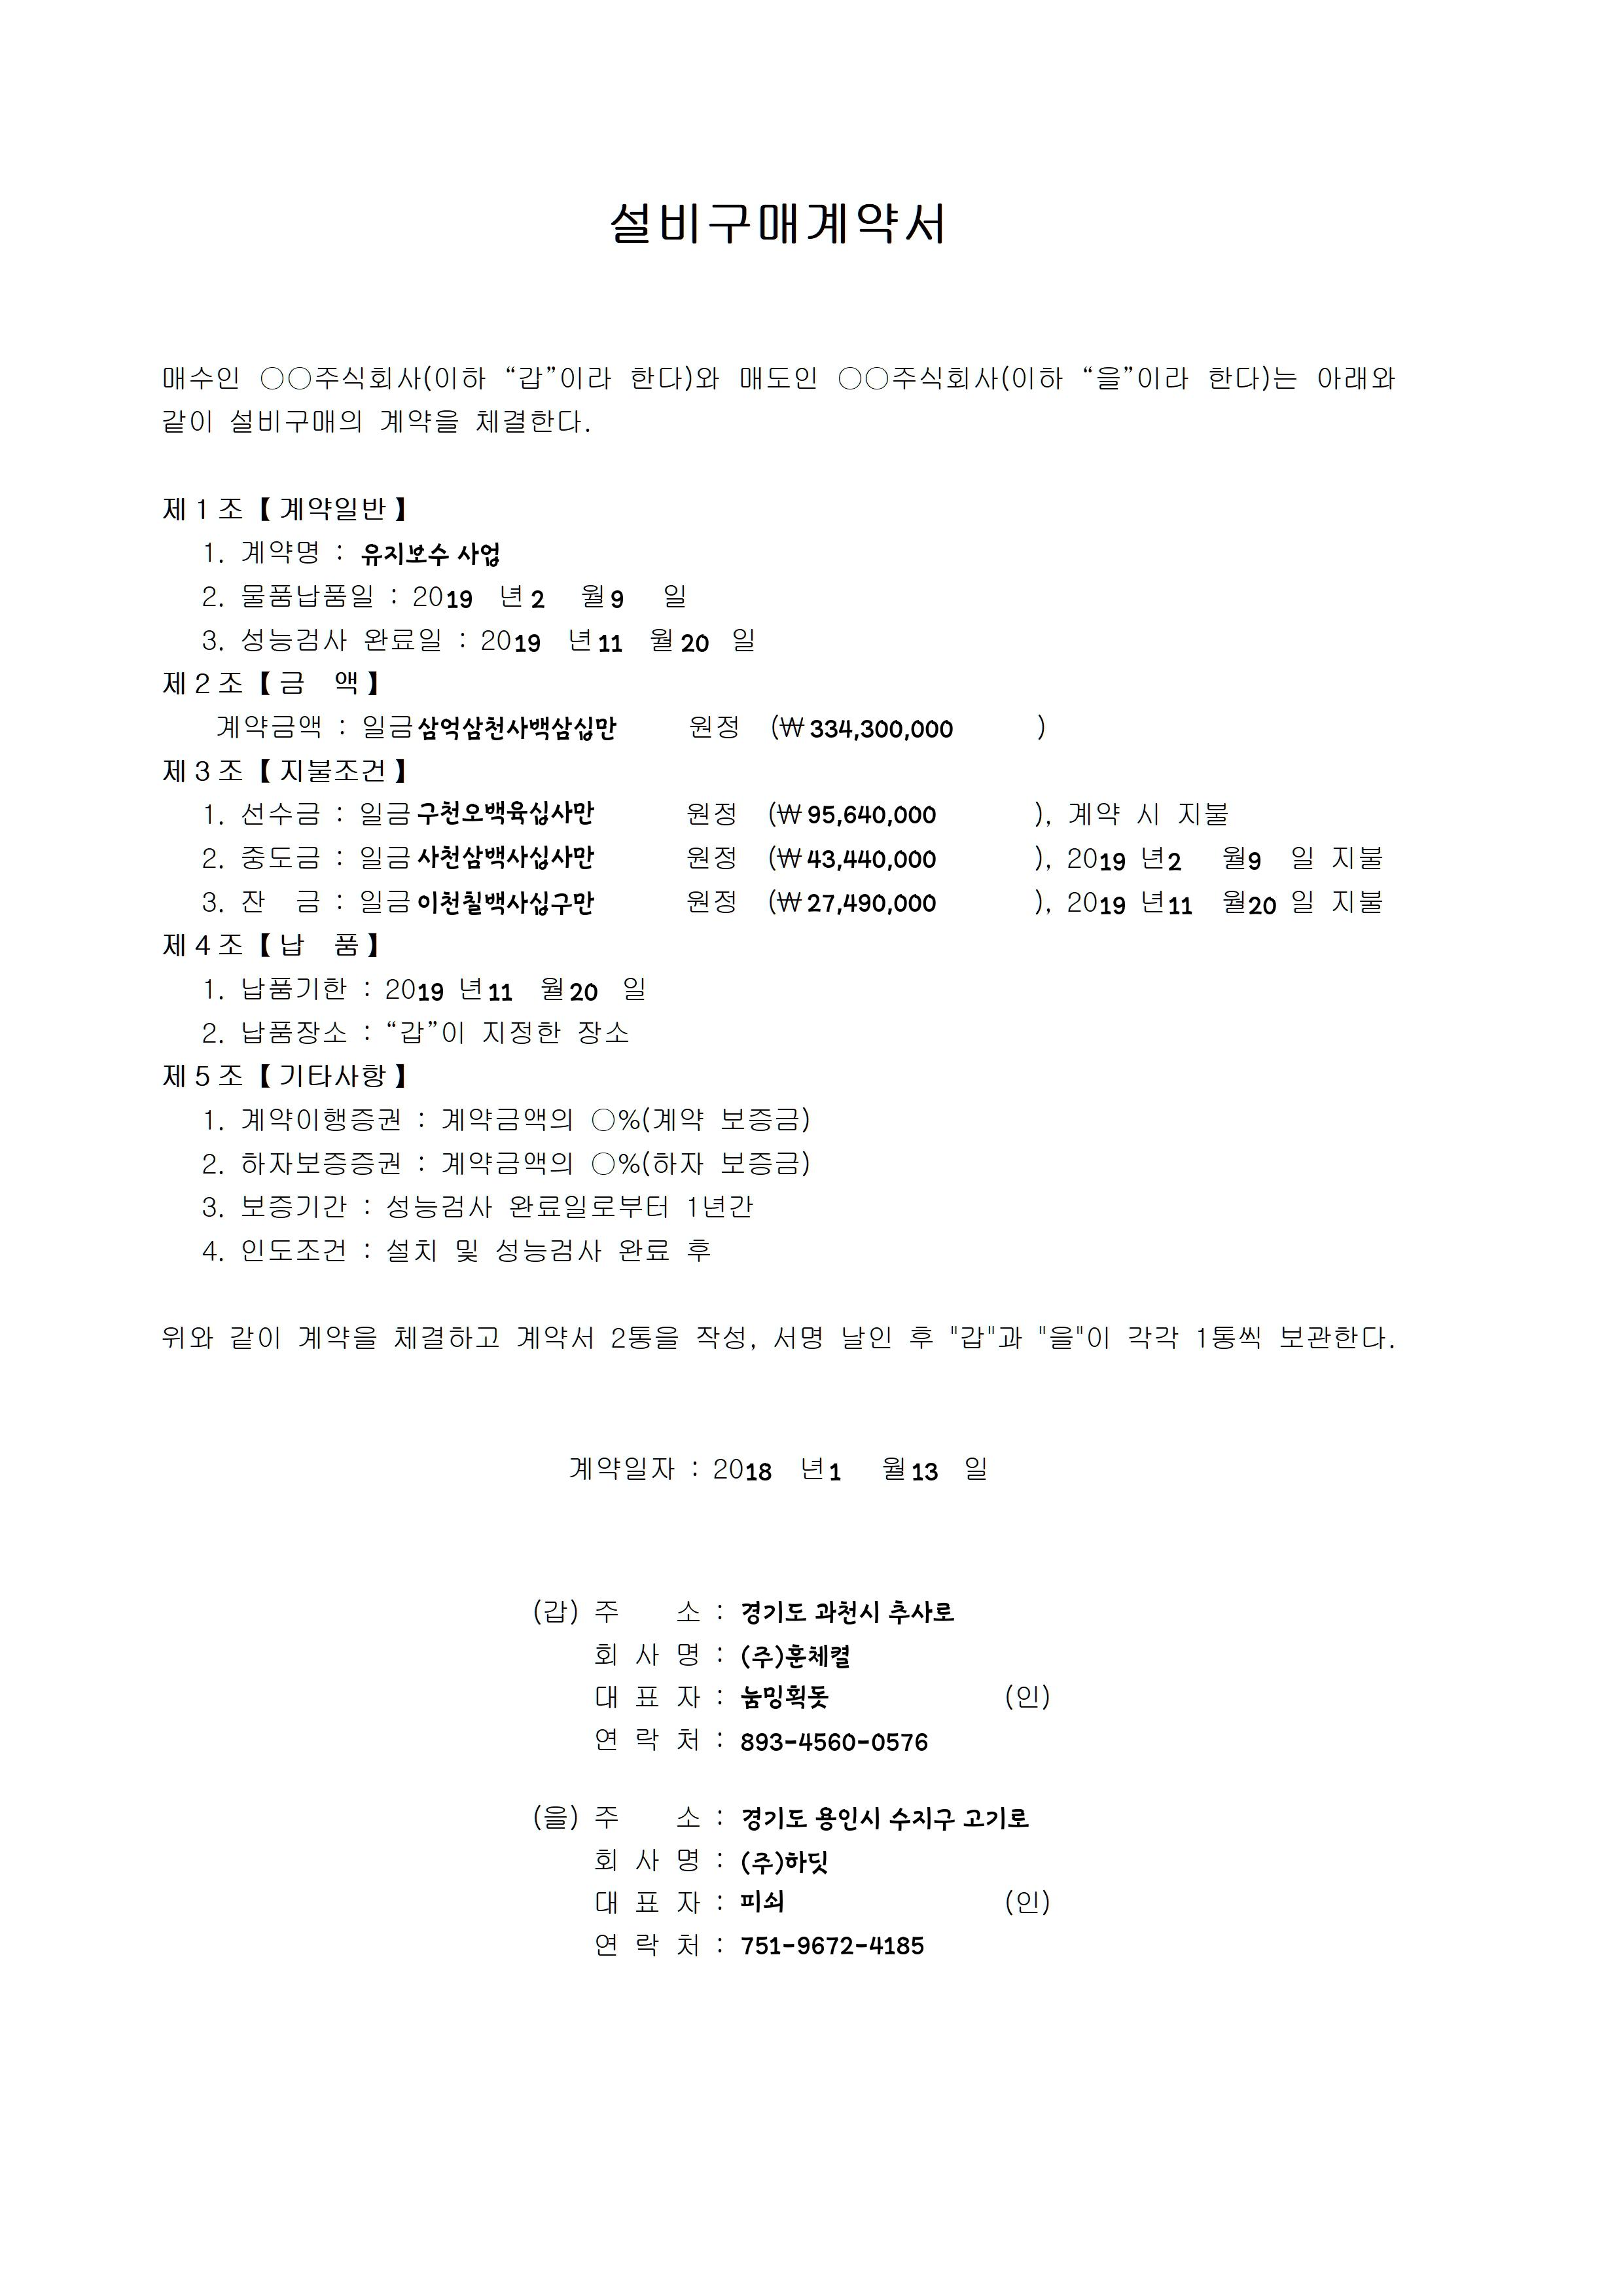 설비구매계약서
매수인 ○○주식회사(이하 “갑”이라 한다)와 매도인 ○○주식회사(이하 “을”이라 한다)는 아래와
같이 설비구매의 계약을 체결한다.
제1조【계약일반】
1. 계약명 : 유지보수 사업
2. 물품납품일 : 2019 년 2 월 9 일
3. 성능검사 완료일 : 2019 년 11 월 20 일
제2조【금 액】
계약금액 : 일금 삼억삼천사백삼십만 원정 (₩ 334,300,000 )
제3조【지불조건】
1. 선수금 : 일금 구천오백육십사만 원정 (₩ 95,640,000 ), 계약 시 지불
2. 중도금 : 일금 사천삼백사십사만 원정 (₩ 43,440,000 ), 2019 년 2 월 9 일 지불
3. 잔 금 : 일금 이천칠백사십구만 원정 (₩ 27,490,000 ), 2019 년 11 월 20 일 지불
제4조【납 품】
1. 납품기한 : 2019 년 11 월 20 일
2. 납품장소 : “갑”이 지정한 장소
제5조【기타사항】
1. 계약이행증권 : 계약금액의 ○%(계약 보증금)
2. 하자보증증권 : 계약금액의 ○%(하자 보증금)
3. 보증기간 : 성능검사 완료일로부터 1년간
4. 인도조건 : 설치 및 성능검사 완료 후
위와 같이 계약을 체결하고 계약서 2통을 작성, 서명 날인 후 "갑"과 "을"이 각각 1통씩 보관한다.
계약일자 : 2018 년 1 월 13 일
(갑) 주 소 : 경기도 과천시 추사로
회 사 명 : (주)훈체켤
대 표 자 : 눔밍획돗 (인)
연 락 처 : 893-4560-0576
(을) 주 소 : 경기도 용인시 수지구 고기로
회 사 명 : (주)하딧
대 표 자 : 피쇠 (인)
연 락 처 : 751-9672-4185